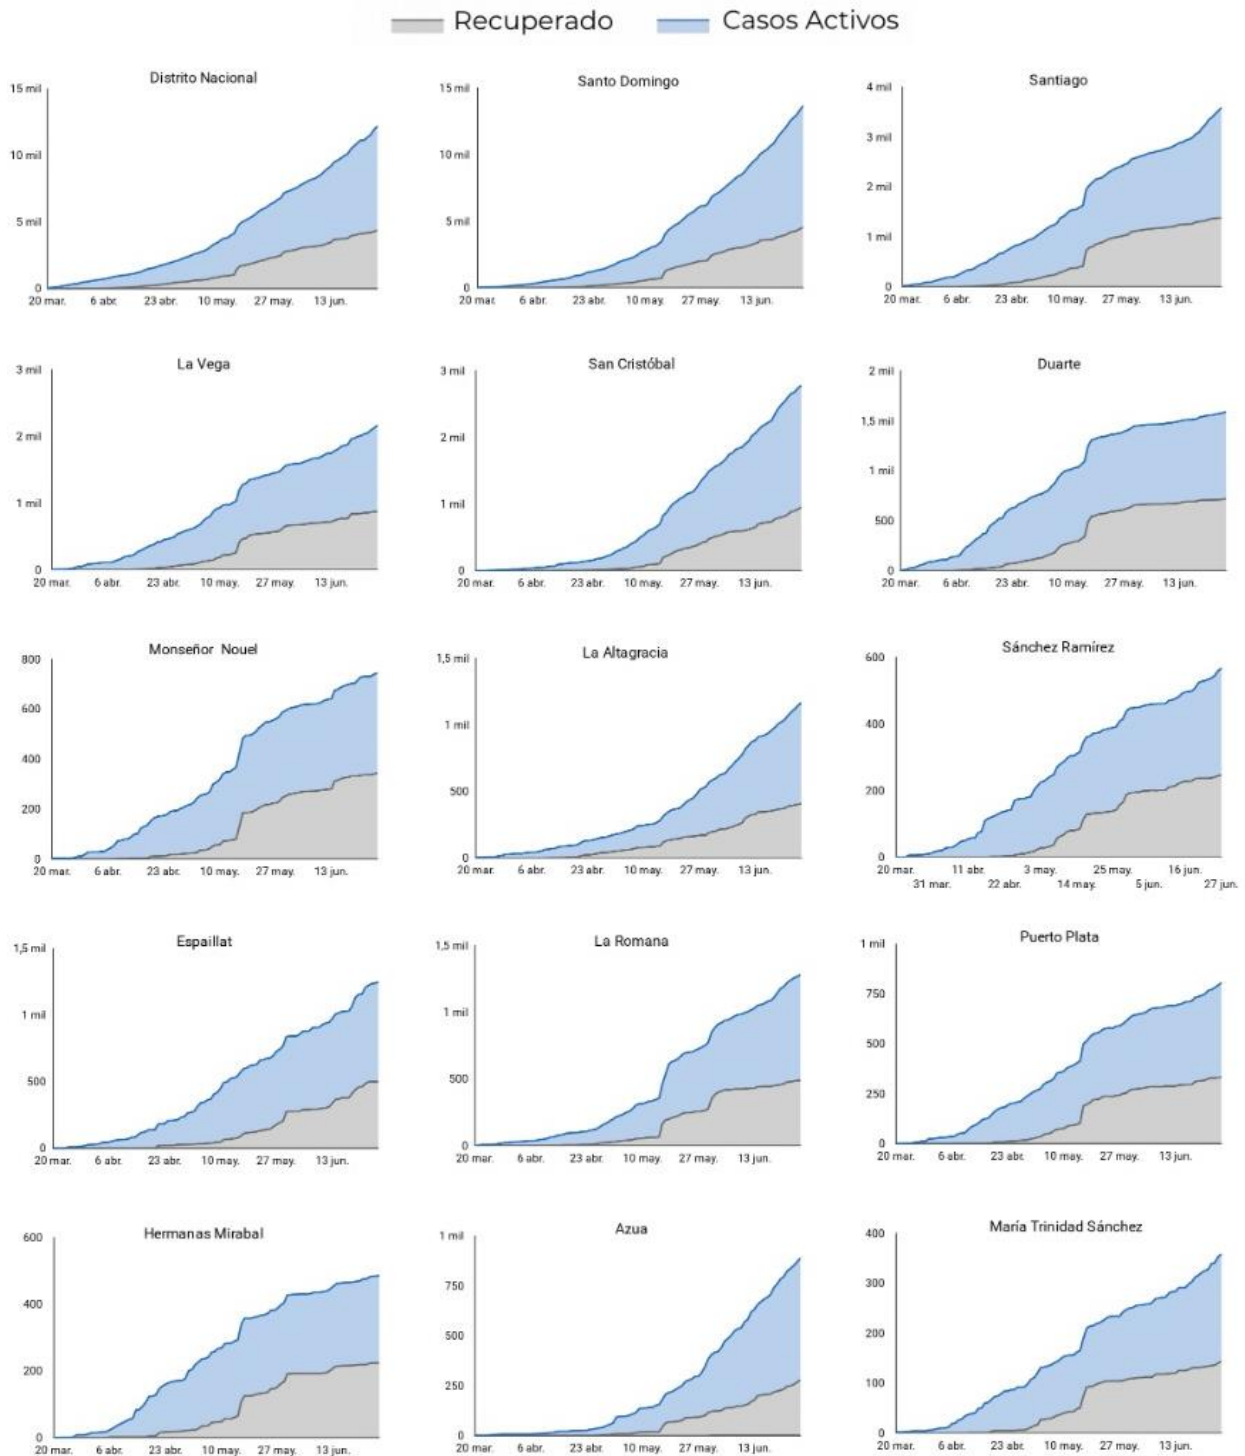 Recuperado Casos Activos
Distrito Nacional
15 mil
10 mil
5 mil
0
20 mar. 6 abr. 23 abr. 10 may. 27 may. 13 jun.
Santo Domingo
15 mil
10 mil
5 mil
0
20 mar. 6 abr. 23 abr. 10 may. 27 may. 13 jun.
Santiago
4 mil
3 mil
2 mil
1 mil
0
20 mar. 6 abr. 23 abr. 10 may. 27 may. 13 jun.
La Vega
3 mil
2 mil
1 mil
0
20 mar. 6 abr. 23 abr. 10 may. 27 may. 13 jun.
San Cristóbal
3 mil
2 mil
1 mil
0
20 mar. 6 abr. 23 abr. 10 may. 27 may. 13 jun.
Duarte
2 mil
1,5 mil
1 mil
500
0
20 mar. 6 abr. 23 abr. 10 may. 27 may. 13 jun.
Monseñor Nouel
800
600
400
200
0
20 mar. 6 abr. 23 abr. 10 may. 27 may. 13 jun.
La Altagracia
1,5 mil
1 mil
500
0
20 mar. 6 abr. 23 abr. 10 may. 27 may. 13 jun.
Sánchez Ramírez
600
400
200
0
20 mar. 11 abr. 3 may. 25 may. 16 jun.
31 mar. 22 abr. 14 may. 5 jun. 27 jun.
Espaillat
1,5 mil
1 mil
500
0
20 mar. 6 abr. 23 abr. 10 may. 27 may. 13 jun.
La Romana
1,5 mil
1 mil
500
0
20 mar. 6 abr. 23 abr. 10 may. 27 may. 13 jun.
Puerto Plata
1 mil
750
500
250
0
20 mar. 6 abr. 23 abr. 10 may. 27 may. 13 jun.
Hermanas Mirabal
600
400
200
0
20 mar. 6 abr. 23 abr. 10 may. 27 may. 13 jun.
Azua
1 mil
750
500
250
0
20 mar. 6 abr. 23 abr. 10 may. 27 may. 13 jun.
María Trinidad Sánchez
400
300
200
100
0
20 mar. 6 abr. 23 abr. 10 may. 27 may. 13 jun.